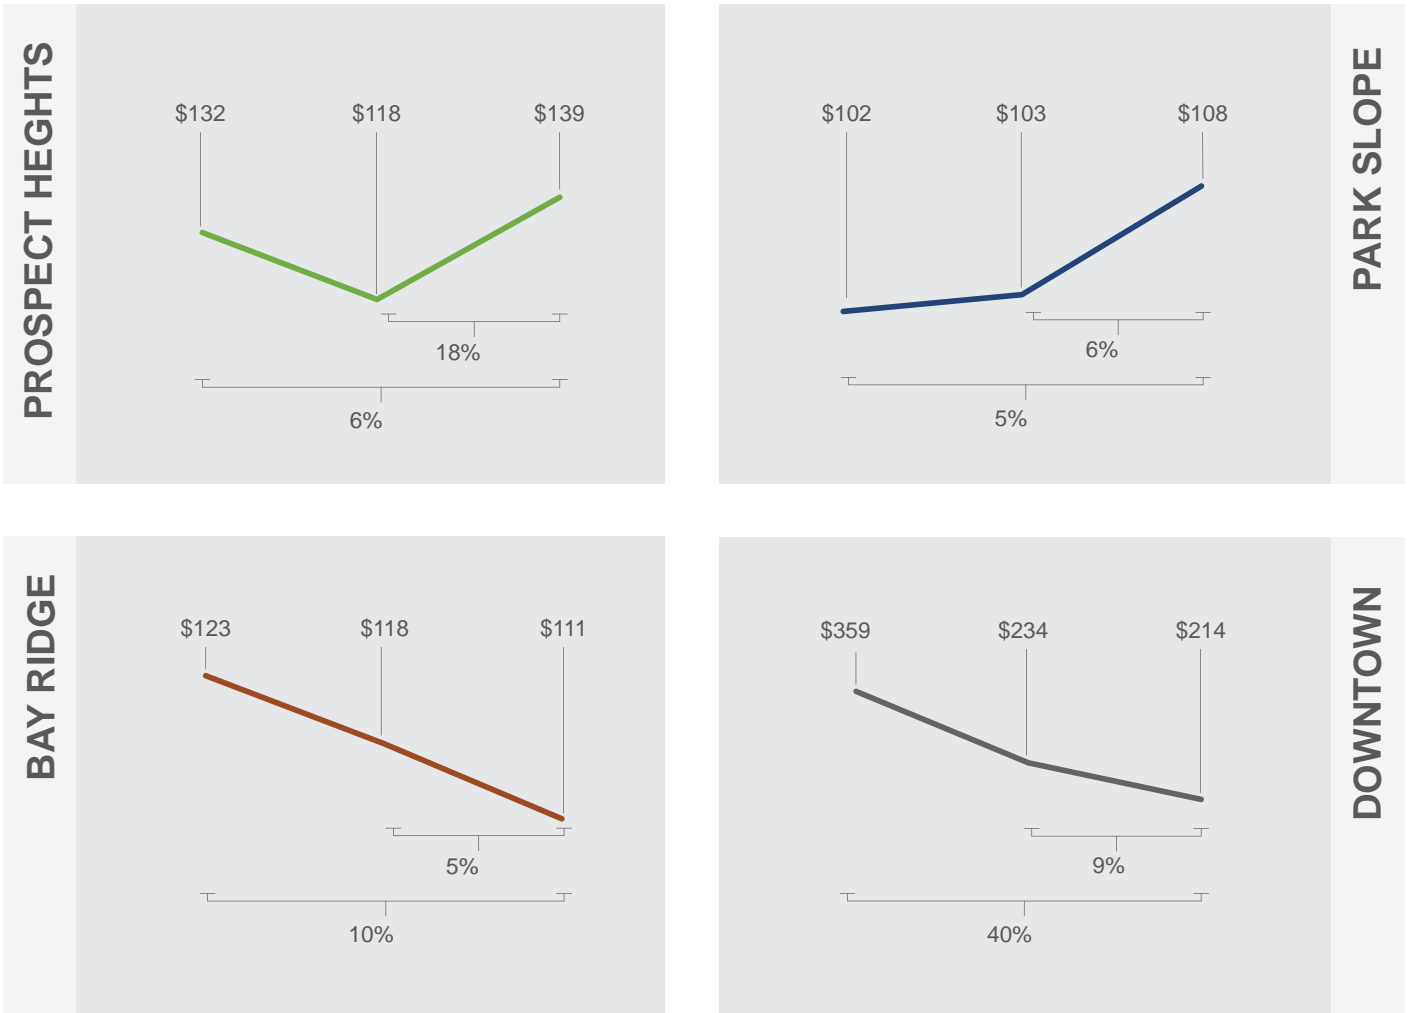 PROSPECT HEGHTS
$132 $118 $139
18%
6%
PARK SLOPE
$102 $103 $108
6%
5%
BAY RIDGE
$123 $118 $111
5%
10%
DOWNTOWN
$359 $234 $214
9%
40%